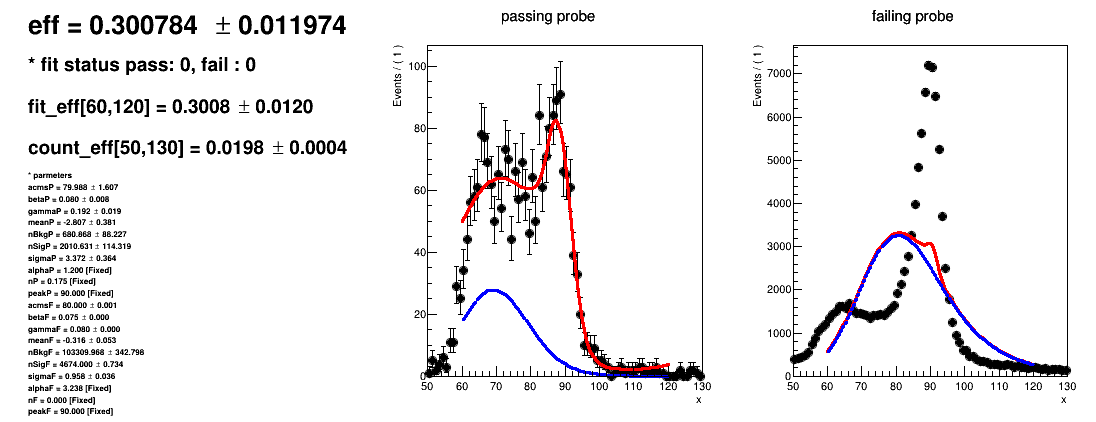 eff = 0.300784 ± 0.011974
* fit status pass: 0, fail : 0
fit_eff[60,120] = 0.3008 ± 0.0120
count_eff[50,130] = 0.0198 ± 0.0004
* parmeters
acmsP = 79.988 ± 1.607
betaP = 0.080 ± 0.008
gammaP = 0.192 ± 0.019
meanP = -2.807 ± 0.381
nBkgP = 680.868 ± 88.227
nSigP = 2010.631 ± 114.319
sigmaP = 3.372 ± 0.364
alphaP = 1.200 [Fixed]
nP = 0.175 [Fixed]
peakP = 90.000 [Fixed]
acmsF = 80.000 ± 0.001
betaF = 0.075 ± 0.000
gammaF = 0.080 ± 0.000
meanF = -0.316 ± 0.053
nBkgF = 103309.968 ± 342.798
nSigF = 4674.000 ± 0.734
sigmaF = 0.958 ± 0.036
alphaF = 3.238 [Fixed]
nF = 0.000 [Fixed]
peakF = 90.000 [Fixed]
passing probe
Events / ( 1 )
100
80
60
40
20
0
50 60 70 80 90 100 110 120 130
x
failing probe
Events / ( 1 )
7000
6000
5000
4000
3000
2000
1000
0
50 60 70 80 90 100 110 120 130
x